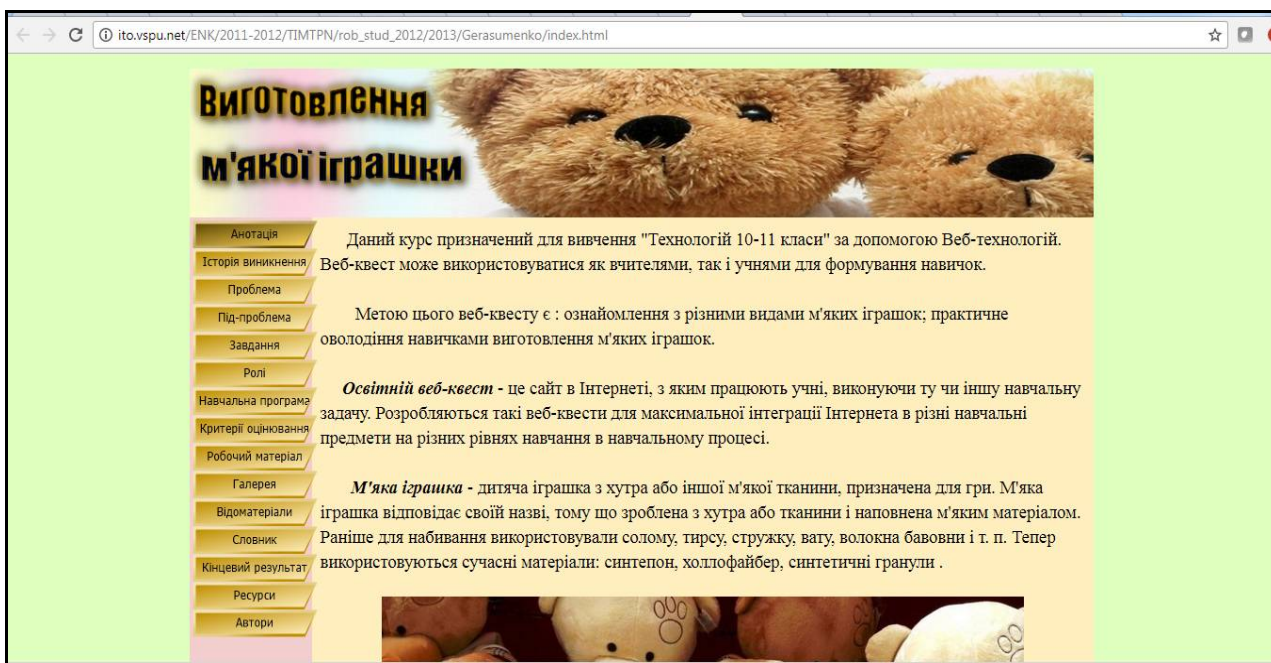 ito.vspu.net/ENK/2011-2012/TIMTPN/rob_stud_2012/2013/Gerasumenko/index.html
Виготовлення
м'якої іграшки
Анотація
Історія виникнення
Проблема
Під-проблема
Завдання
Ролі
Навчальна програма
Критерії оцінювання
Робочий матеріал
Галерея
Відоматеріали
Словник
Кінцевий результат
Ресурси
Автори
Даний курс призначений для вивчення "Технологій 10-11 класи" за допомогою Веб-технологій.
Веб-квест може використовуватися як вчителями, так і учнями для формування навичок.
Метою цього веб-квесту є : ознайомлення з різними видами м'яких іграшок; практичне
оволодіння навичками виготовлення м'яких іграшок.
Освітній веб-квест - це сайт в Інтернеті, з яким працюють учні, виконуючи ту чи іншу навчальну
задачу. Розробляються такі веб-квести для максимальної інтеграції Інтернета в різні навчальні
предмети на різних рівнях навчання в навчальному процесі.
М'яка іграшка - дитяча іграшка з хутра або іншої м'якої тканини, призначена для гри. М'яка
іграшка відповідає своїй назві, тому що зроблена з хутра або тканини і наповнена м'яким матеріалом.
Раніше для набивання використовували солому, тирсу, стружку, вату, волокна бавовни і т. п. Тепер
використовуються сучасні матеріали: синтепон, холлофайбер, синтетичні гранули .